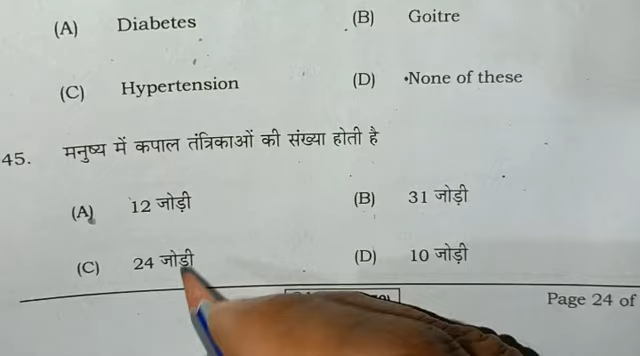 (A) Diabetes (B) Goitre
(C) Hypertension (D) None of these
45. मनुष्य में कपाल तंत्रिकाओं की संख्या होती है
(A) 12 जोड़ी (B) 31 जोड़ी
(C) 24 जोड़ी (D) 10 जोड़ी
Page 24 of